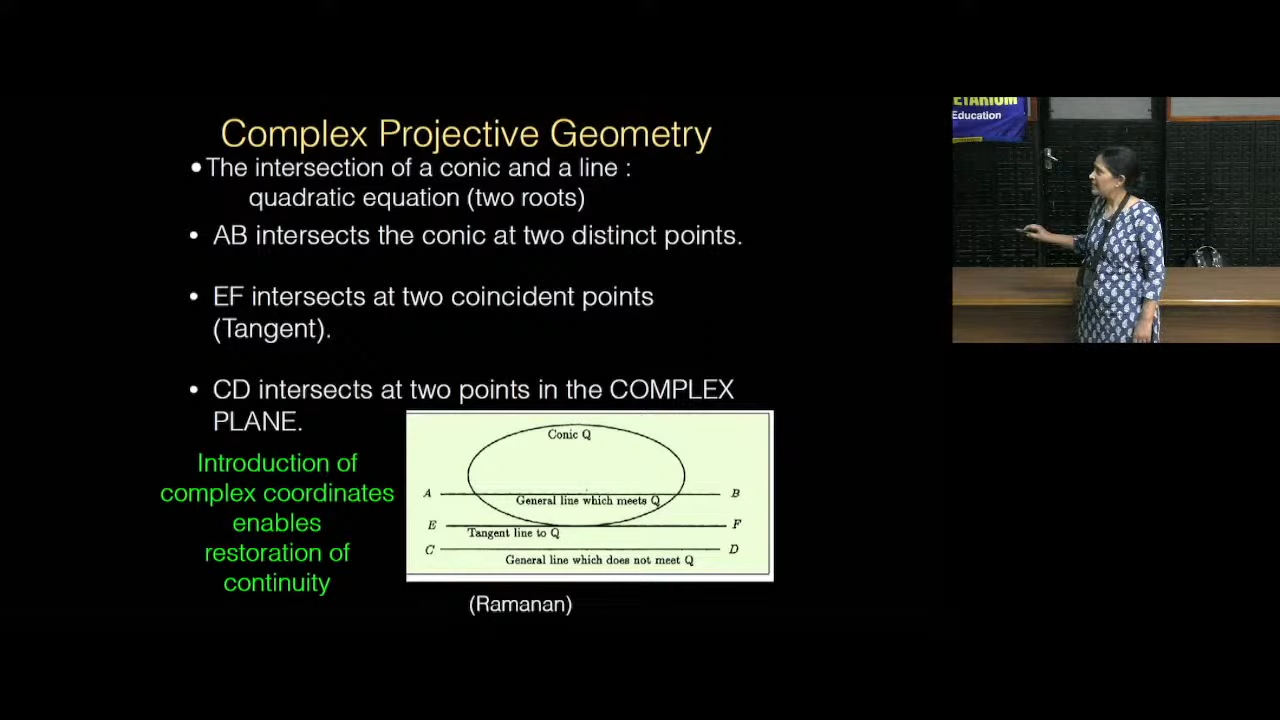 Complex Projective Geometry
•The intersection of a conic and a line :
quadratic equation (two roots)
• AB intersects the conic at two distinct points.
• EF intersects at two coincident points
(Tangent).
• CD intersects at two points in the COMPLEX
PLANE.
Introduction of
complex coordinates
enables
restoration of
continuity
Conic Q
A
General line which meets Q
B
E
F
Tangent line to Q
C
D
General line which does not meet Q
(Ramanan)
ETARIUM
Education